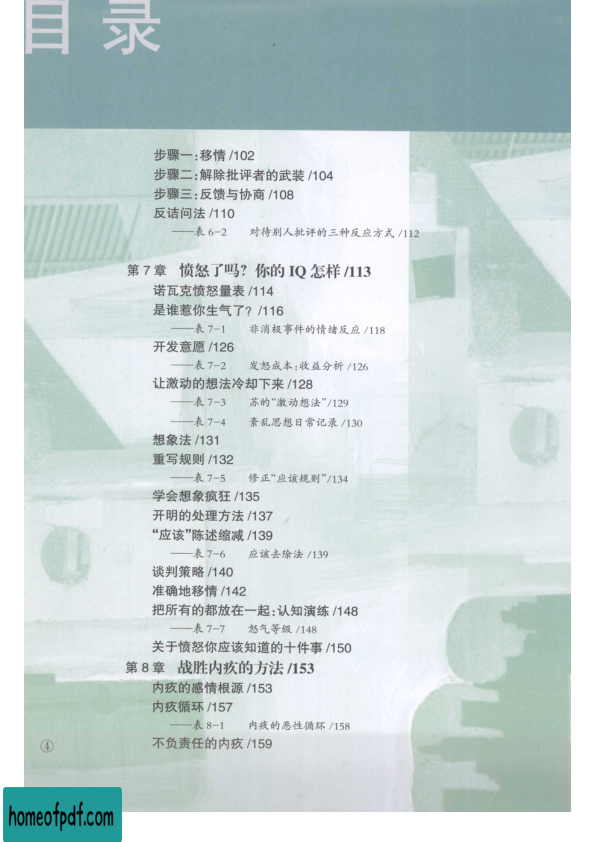 目录
步骤一：移情 /102
步骤二：解除批评者的武装 /104
步骤三：反馈与协商 /108
反诘问法 /110
——表 6-2 对待别人批评的三种反应方式 /112
第 7 章 愤怒了吗？你的 IQ 怎样 /113
诺瓦克愤怒量表 /114
是谁惹你生气了？/116
——表 7-1 非消极事件的情绪反应 /118
开发意愿 /126
——表 7-2 发怒成本：收益分析 /126
让激动的想法冷却下来 /128
——表 7-3 苏的“激动想法”/129
——表 7-4 紊乱思想日常记录 /130
想象法 /131
重写规则 /132
——表 7-5 修正“应该规则”/134
学会想象疯狂 /135
开明的处理方法 /137
“应该”陈述缩减 /139
——表 7-6 应该去除法 /139
谈判策略 /140
准确地移情 /142
把所有的都放在一起：认知演练 /148
——表 7-7 怒气等级 /148
关于愤怒你应该知道的十件事 /150
第 8 章 战胜内疚的方法 /153
内疚的感情根源 /153
内疚循环 /157
——表 8-1 内疚的恶性循环 /158
不负责任的内疚 /159
④
homeofpdf.com